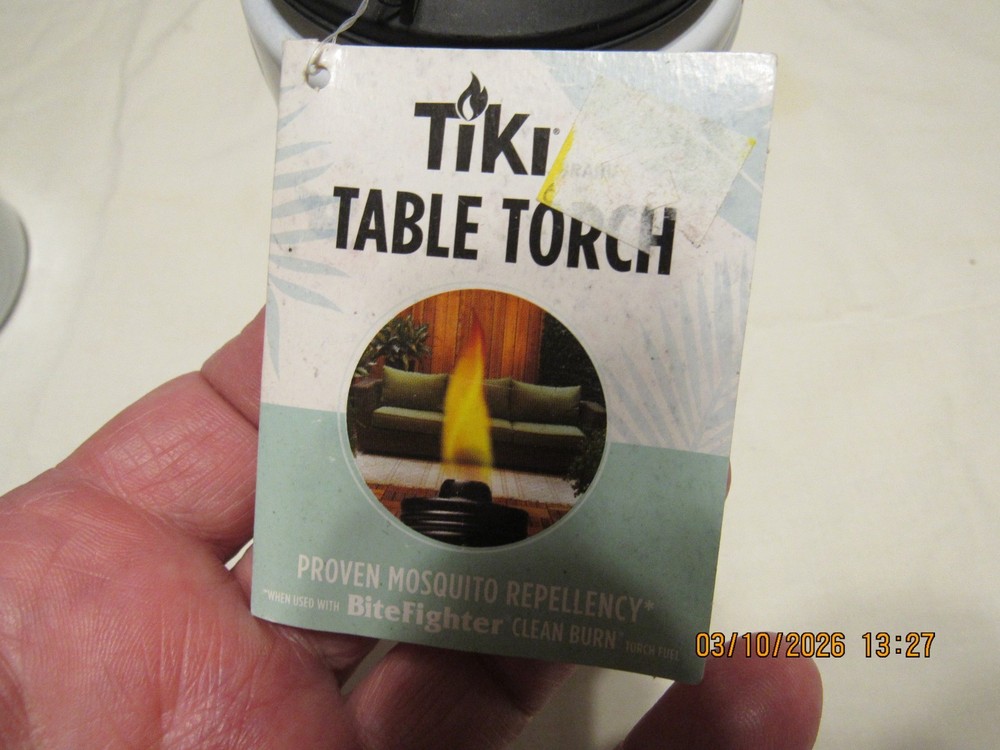 TiKi®
TABLE TORCH
PROVEN MOSQUITO REPELLENCY*
*WHEN USED WITH BiteFighter CLEAN BURN TORCH FUEL
03/10/2026 13:27